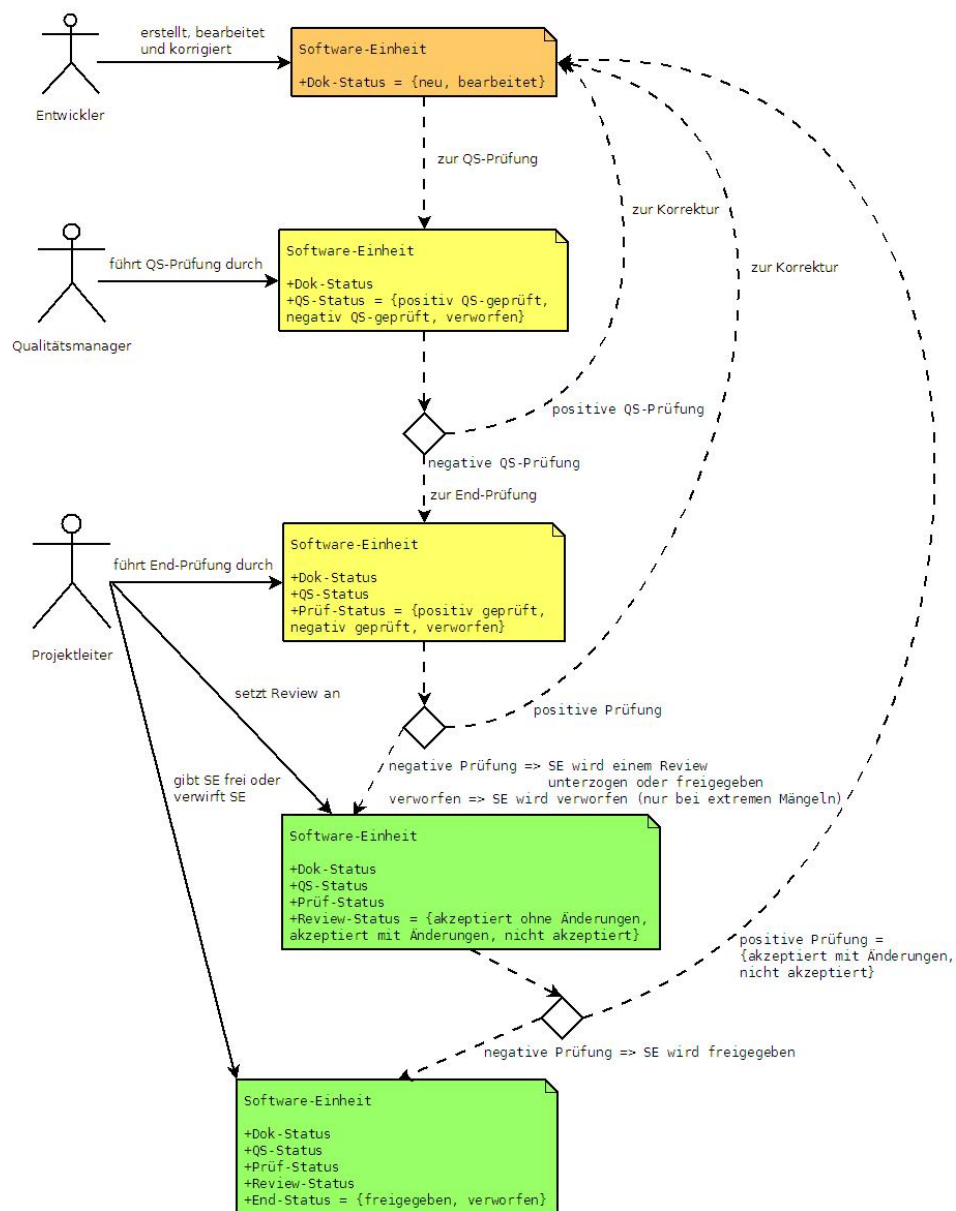 erstellt, bearbeitet
und korrigiert
Entwickler
Software-Einheit
+Dok-Status = {neu, bearbeitet}
zur QS-Prüfung
zur Korrektur
zur Korrektur
führt QS-Prüfung durch
Qualitätsmanager
Software-Einheit
+Dok-Status
+QS-Status = {positiv QS-geprüft,
negativ QS-geprüft, verworfen}
positive QS-Prüfung
negative QS-Prüfung
zur End-Prüfung
führt End-Prüfung durch
Projektleiter
Software-Einheit
+Dok-Status
+QS-Status
+Prüf-Status = {positiv geprüft,
negativ geprüft, verworfen}
setzt Review an
positive Prüfung
gibt SE frei oder
verwirft SE
negative Prüfung => SE wird einem Review
unterzogen oder freigegeben
verworfen => SE wird verworfen (nur bei extremen Mängeln)
Software-Einheit
+Dok-Status
+QS-Status
+Prüf-Status
+Review-Status = {akzeptiert ohne Änderungen,
akzeptiert mit Änderungen, nicht akzeptiert}
positive Prüfung =
{akzeptiert mit Änderungen,
nicht akzeptiert}
negative Prüfung => SE wird freigegeben
Software-Einheit
+Dok-Status
+QS-Status
+Prüf-Status
+Review-Status
+End-Status = {freigegeben, verworfen}